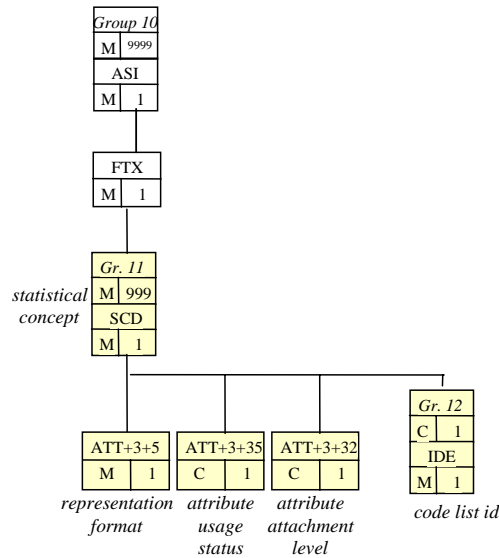 Group 10
M 9999
ASI
M 1
FTX
M 1
Gr. 11
M 999
SCD
M 1
statistical
concept
ATT+3+5
M 1
representation
format
ATT+3+35
C 1
attribute
usage
status
ATT+3+32
C 1
attribute
attachment
level
Gr. 12
C 1
IDE
M 1
code list id